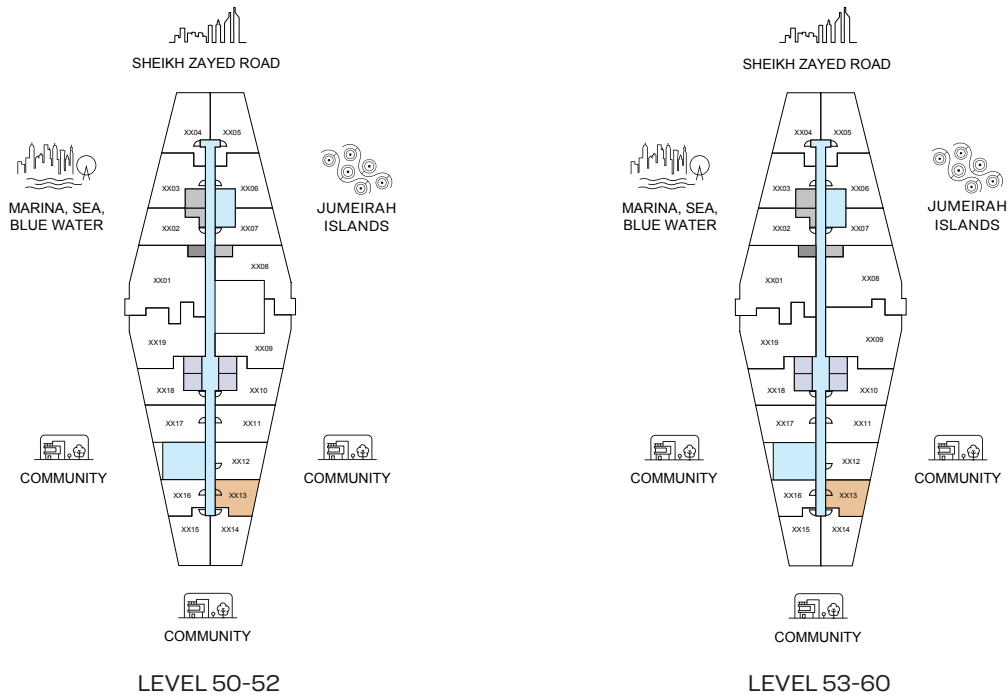 SHEIKH ZAYED ROAD
XX04 XX05
MARINA, SEA,
BLUE WATER
XX03 XX06
JUMEIRAH
ISLANDS
XX02 XX07
XX01 XX08
XX19 XX09
XX18 XX10
XX17 XX11
COMMUNITY
XX12
COMMUNITY
XX16 XX13
XX15 XX14
COMMUNITY
LEVEL 50-52
SHEIKH ZAYED ROAD
XX04 XX05
MARINA, SEA,
BLUE WATER
XX03 XX06
JUMEIRAH
ISLANDS
XX02 XX07
XX01 XX08
XX19 XX09
XX18 XX10
XX17 XX11
COMMUNITY
XX12
COMMUNITY
XX16 XX13
XX15 XX14
COMMUNITY
LEVEL 53-60